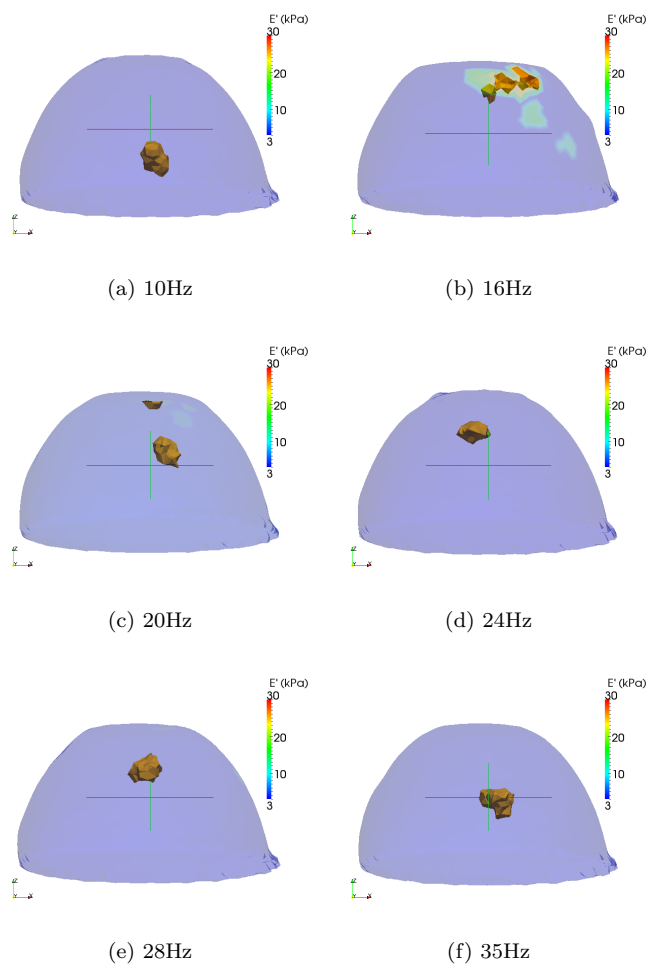 E' (kPa)
30
20
10
3
Z
Y
X
E' (kPa)
30
20
10
3
Z
Y
X
(a) 10Hz
(b) 16Hz
E' (kPa)
30
20
10
3
Z
Y
X
E' (kPa)
30
20
10
3
Z
Y
X
(c) 20Hz
(d) 24Hz
E' (kPa)
30
20
10
3
Z
Y
X
E' (kPa)
30
20
10
3
Z
Y
X
(e) 28Hz
(f) 35Hz